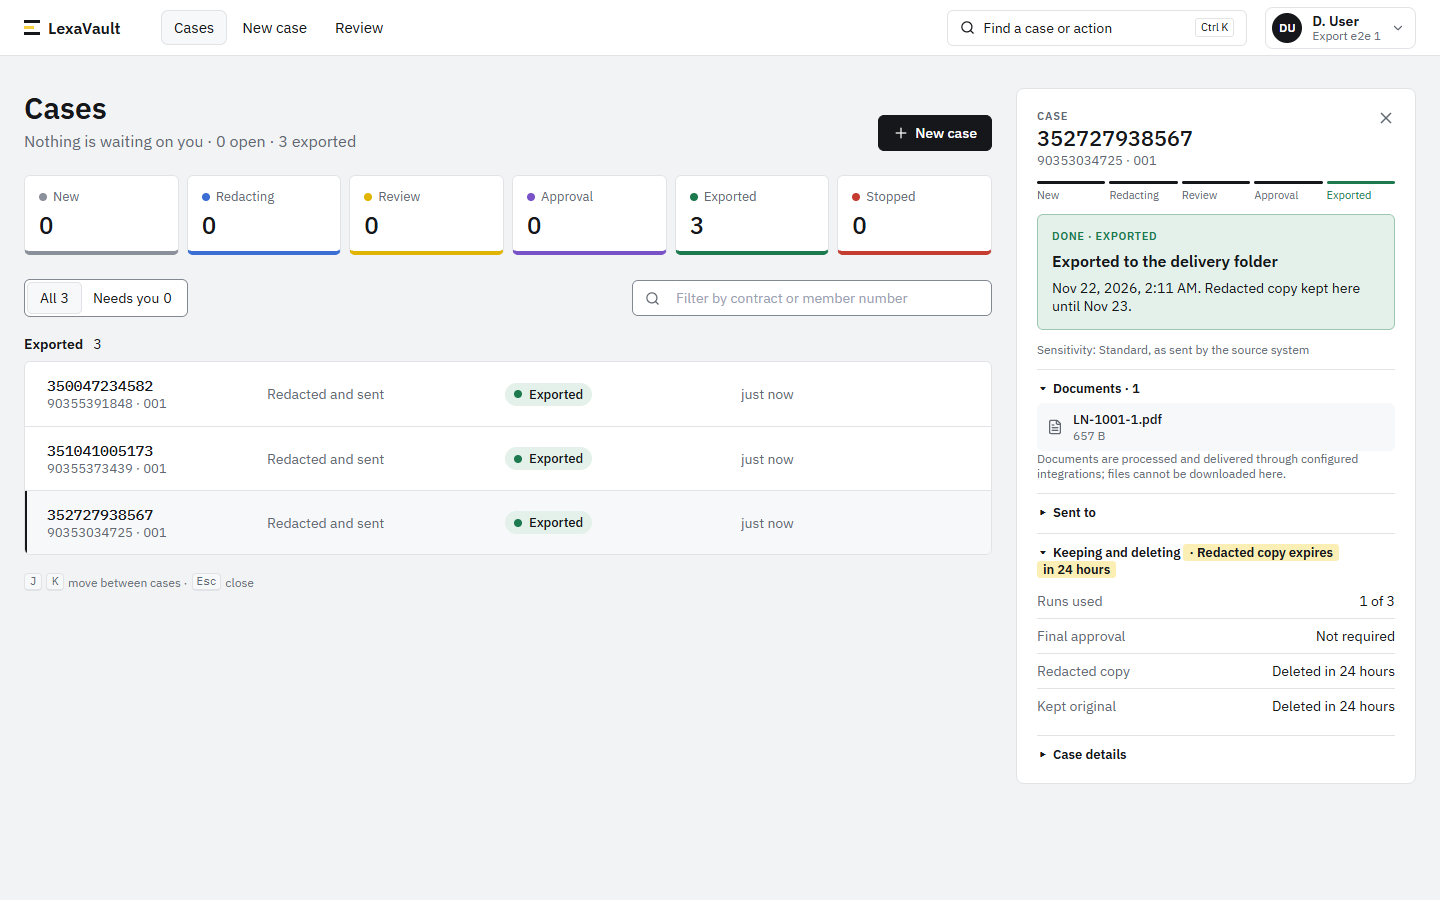 LexaVault
Cases
New case
Review
Find a case or action
Ctrl K
DU
D. User
Export e2e 1
Cases
Nothing is waiting on you · 0 open · 3 exported
New case
New
0
Redacting
0
Review
0
Approval
0
Exported
3
Stopped
0
All 3
Needs you 0
Filter by contract or member number
Exported 3
350047234582
90355391848 · 001
Redacted and sent
Exported
just now
351041005173
90355373439 · 001
Redacted and sent
Exported
just now
352727938567
90353034725 · 001
Redacted and sent
Exported
just now
J K move between cases · Esc close
CASE
352727938567
90353034725 · 001
New
Redacting
Review
Approval
Exported
DONE · EXPORTED
Exported to the delivery folder
Nov 22, 2026, 2:11 AM. Redacted copy kept here
until Nov 23.
Sensitivity: Standard, as sent by the source system
Documents · 1
LN-1001-1.pdf
657 B
Documents are processed and delivered through configured
integrations; files cannot be downloaded here.
Sent to
Keeping and deleting · Redacted copy expires
in 24 hours
Runs used 1 of 3
Final approval Not required
Redacted copy Deleted in 24 hours
Kept original Deleted in 24 hours
Case details